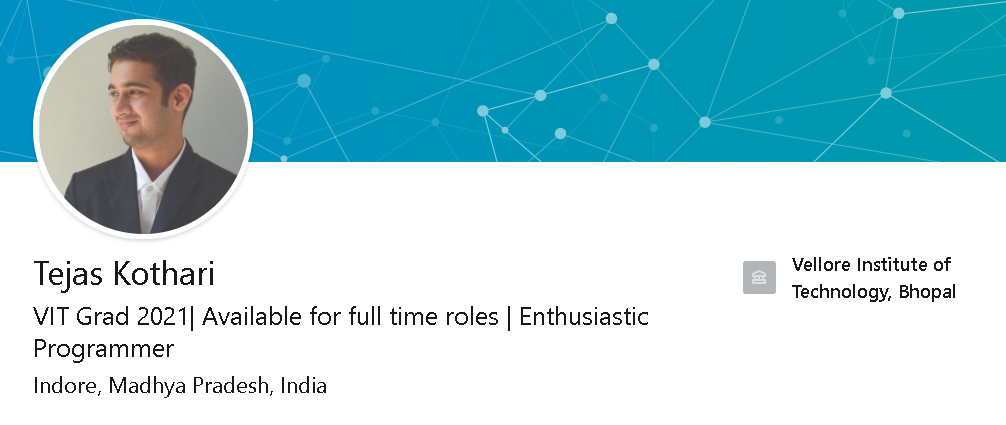 Tejas Kothari
VIT Grad 2021| Available for full time roles | Enthusiastic
Programmer
Indore, Madhya Pradesh, India
Vellore Institute of
Technology, Bhopal